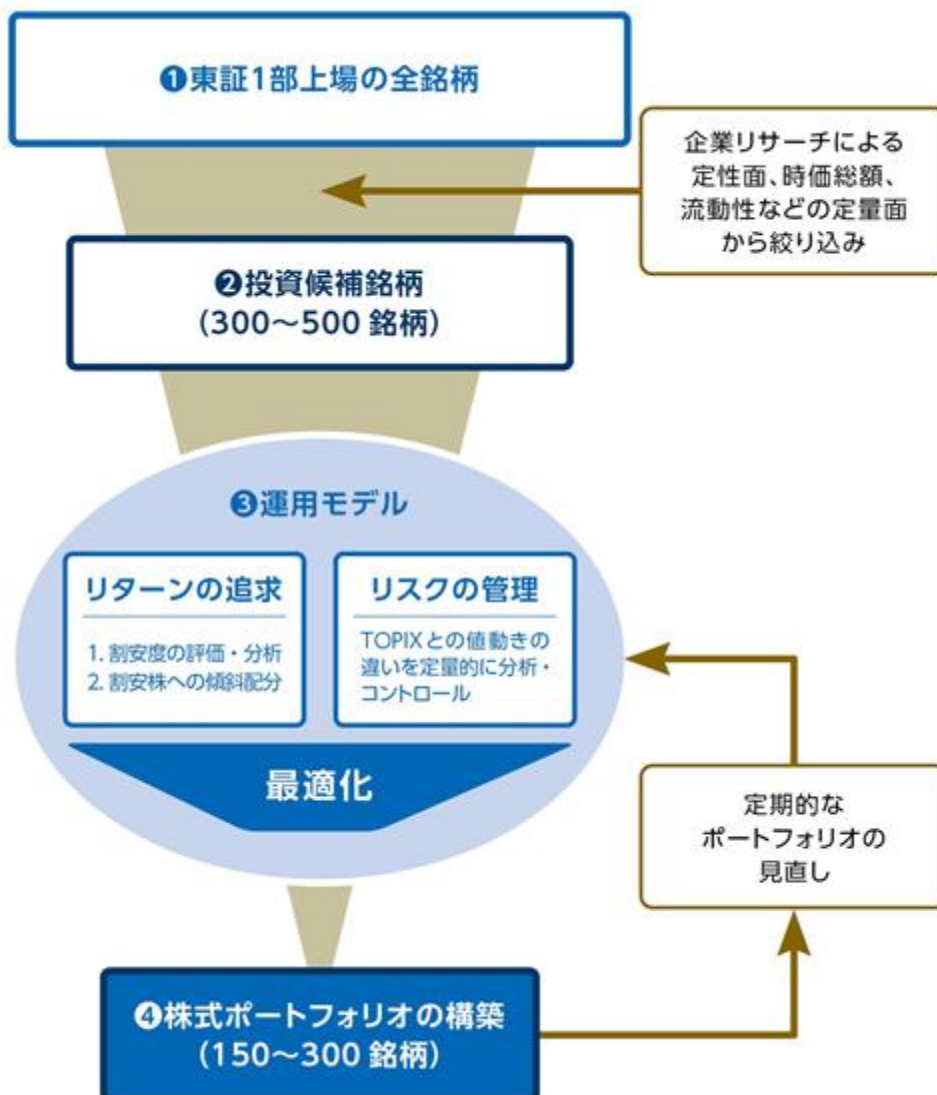 ❶東証1部上場の全銘柄
企業リサーチによる
定性面、時価総額、
流動性などの定量面
から絞り込み
❷投資候補銘柄
(300〜500 銘柄)
❸運用モデル
リターンの追求
1. 割安度の評価・分析
2. 割安株への傾斜配分
リスクの管理
TOPIXとの値動きの
違いを定量的に分析・
コントロール
最適化
定期的な
ポートフォリオの
見直し
❹株式ポートフォリオの構築
(150〜300 銘柄)